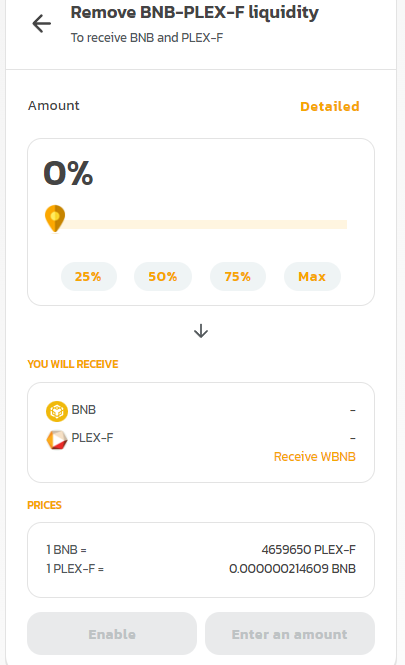 Remove BNB-PLEX-F liquidity
To receive BNB and PLEX-F
Amount Detailed
0%
25% 50% 75% Max
YOU WILL RECEIVE
BNB -
PLEX-F -
Receive WBNB
PRICES
1 BNB = 4659650 PLEX-F
1 PLEX-F = 0.000000214609 BNB
Enable Enter an amount